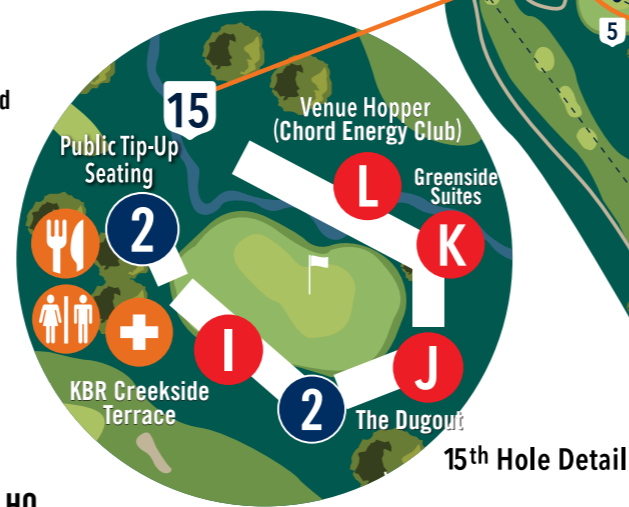 5
d
15
Venue Hopper
(Chord Energy Club)
Public Tip-Up
Seating
L
Greenside
Suites
2
K
I
J
KBR Creekside
Terrace
2
The Dugout
15th Hole Detail
HQ